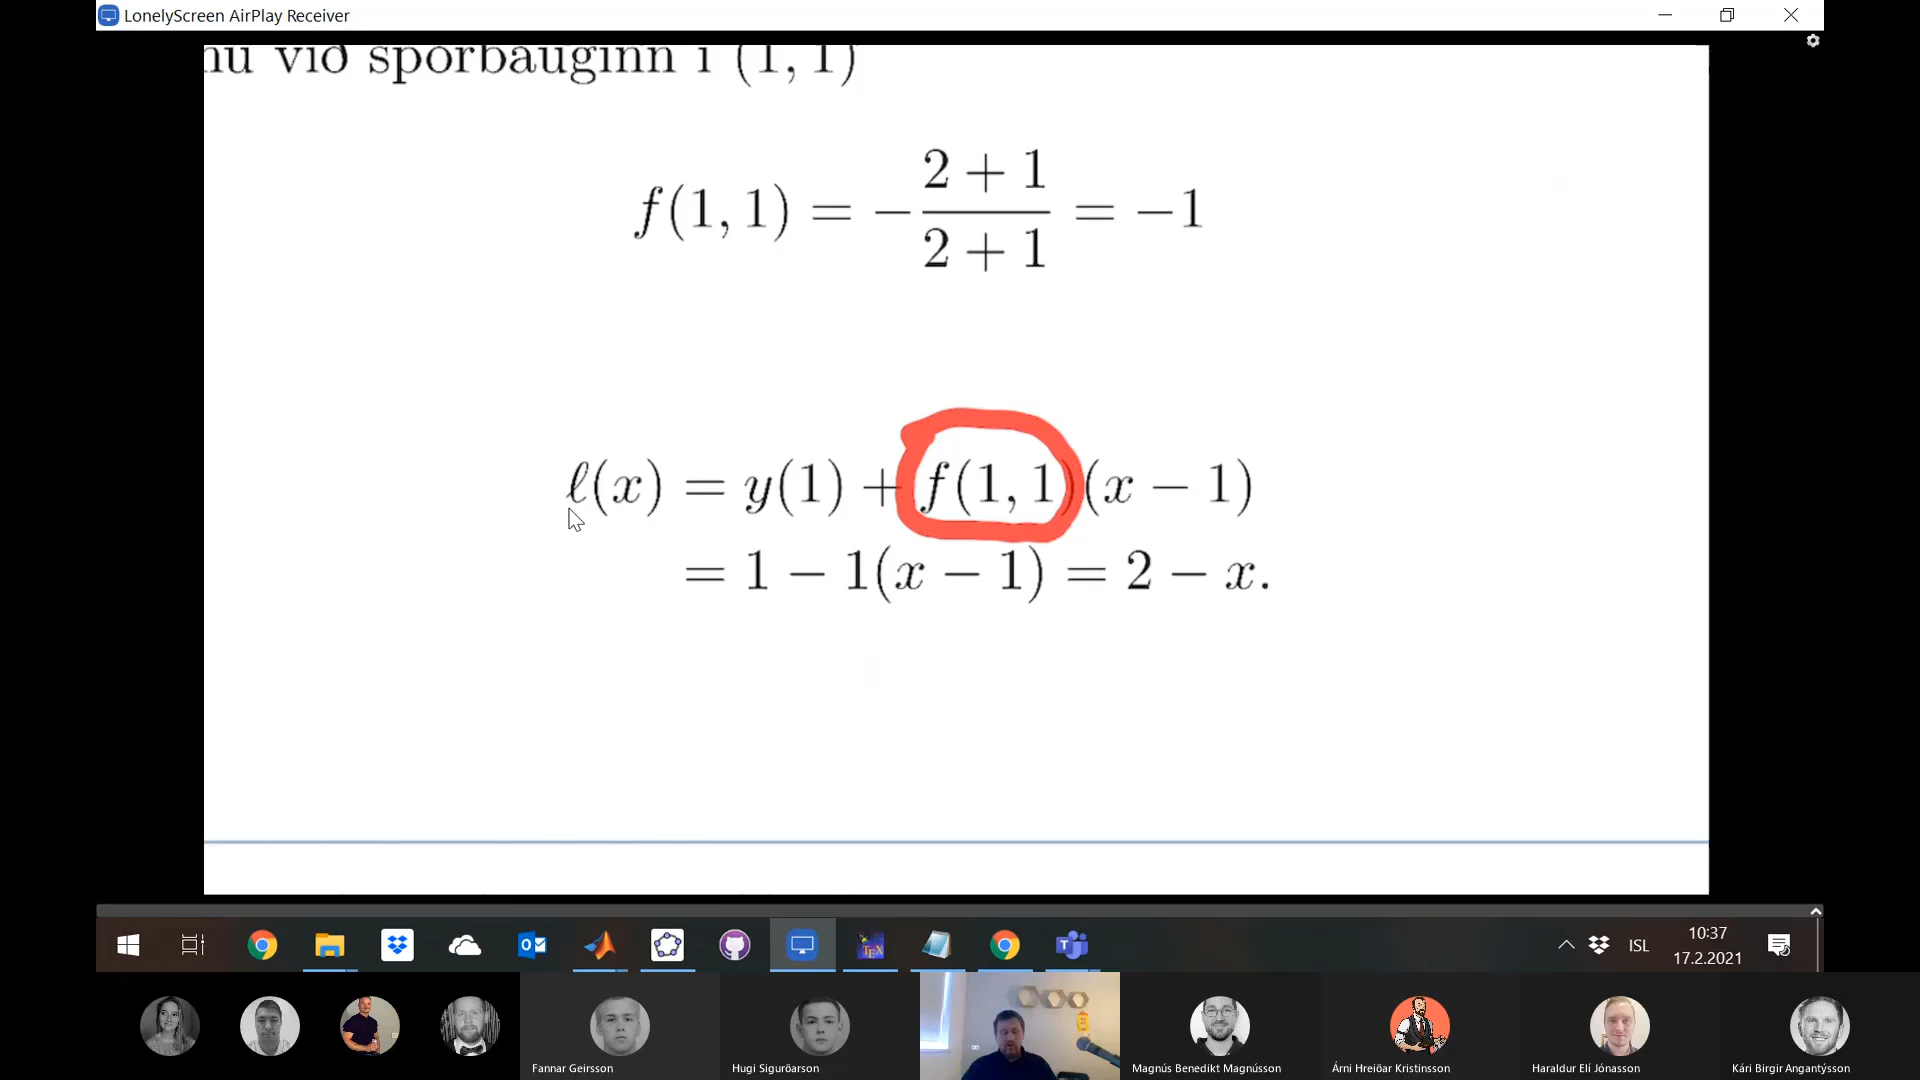 LonelyScreen AirPlay Receiver
nu við sporbauginn í (1, 1)
f(1, 1) = −(2 + 1)/(2 + 1) = −1
ℓ(x) = y(1) + f(1, 1)(x − 1)
= 1 − 1(x − 1) = 2 − x.
ISL
10:37
17.2.2021
Fannar Geirsson
Hugi Sigurðarson
Magnús Benedikt Magnússon
Árni Hreiðar Kristinsson
Haraldur Elí Jónasson
Kári Birgir Angantýsson